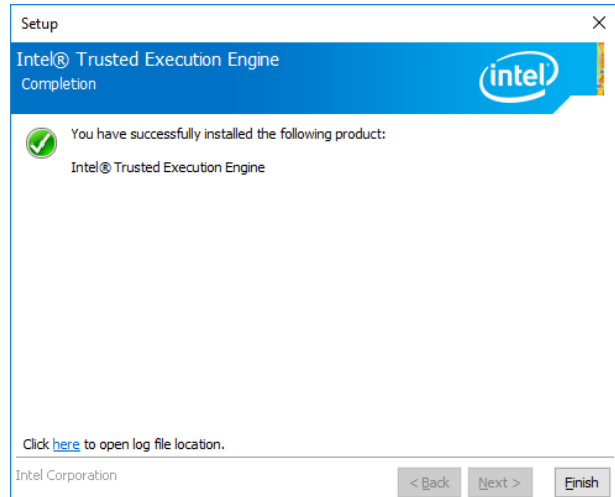 Setup
Intel® Trusted Execution Engine
Completion
intel
You have successfully installed the following product:
Intel® Trusted Execution Engine
Click here to open log file location.
Intel Corporation
< Back Next > Finish